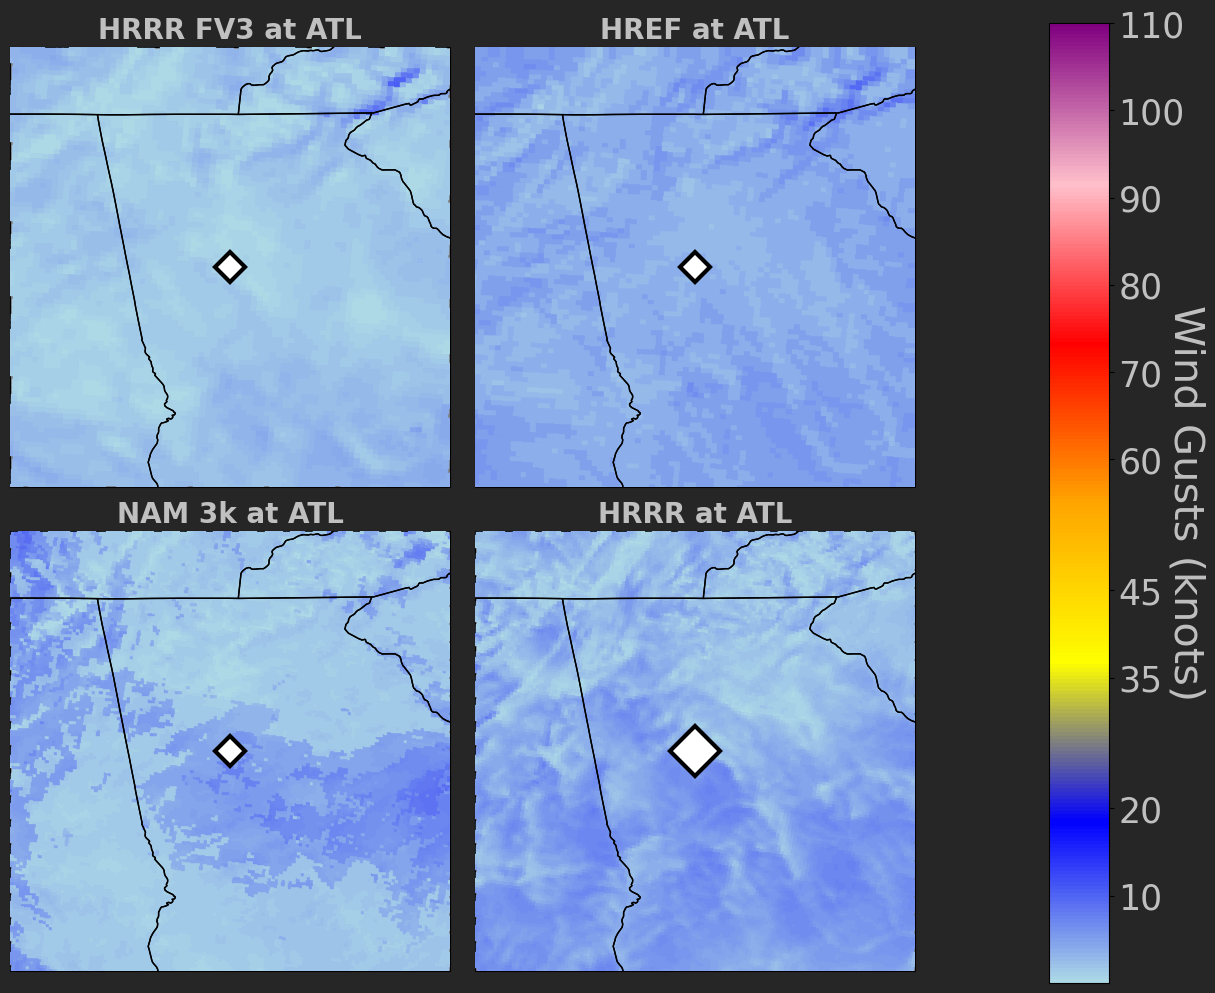 HRRR FV3 at ATL
HREF at ATL
NAM 3k at ATL
HRRR at ATL
110
100
90
80
70
60
45
35
20
10
Wind Gusts (knots)